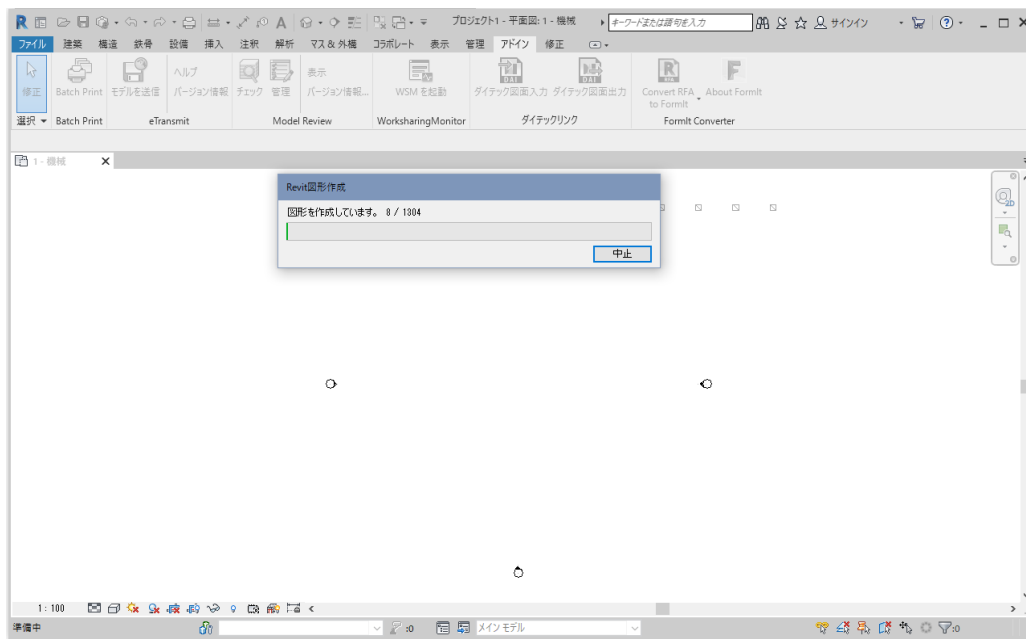 プロジェクト1 - 平面図: 1 - 機械
キーワードまたは語句を入力
サインイン
ファイル 建築 構造 鉄骨 設備 挿入 注釈 解析 マス & 外構 コラボレート 表示 管理 アドイン 修正
修正 Batch Print モデルを送信 ヘルプ バージョン情報 チェック 管理 表示 バージョン情報... WSM を起動 ダイテック図面入力 ダイテック図面出力 Convert RFA to FormIt About FormIt
選択 Batch Print eTransmit Model Review WorksharingMonitor ダイテックリンク FormIt Converter
1 - 機械
Revit図形作成
図形を作成しています。 8 / 1304
中止
1 : 100
準備中
:0
メイン モデル
:0